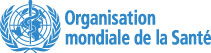 Organisation
mondiale de la Santé